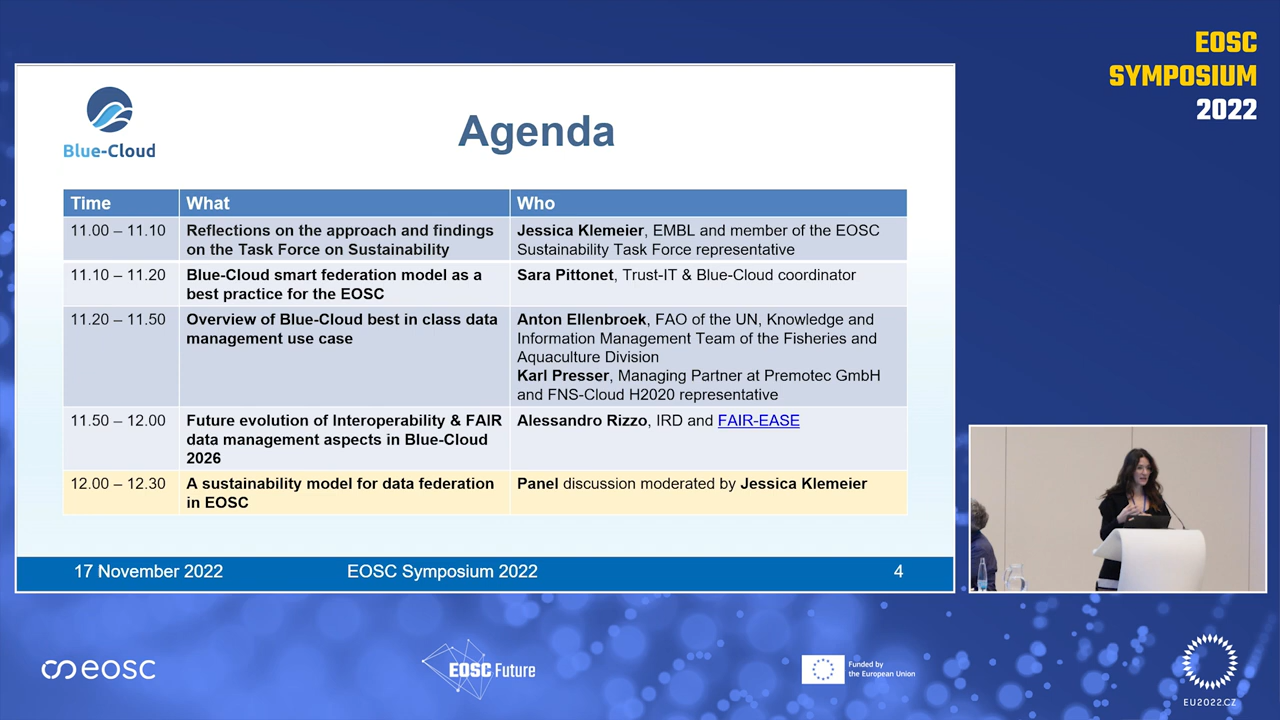 EOSC
SYMPOSIUM
2022
Blue-Cloud
Agenda
Time What Who
11.00 – 11.10 Reflections on the approach and findings
on the Task Force on Sustainability
Jessica Klemeier, EMBL and member of the EOSC
Sustainability Task Force representative
11.10 – 11.20 Blue-Cloud smart federation model as a
best practice for the EOSC
Sara Pittonet, Trust-IT & Blue-Cloud coordinator
11.20 – 11.50 Overview of Blue-Cloud best in class data
management use case
Anton Ellenbroek, FAO of the UN, Knowledge and
Information Management Team of the Fisheries and
Aquaculture Division
Karl Presser, Managing Partner at Premotec GmbH
and FNS-Cloud H2020 representative
11.50 – 12.00 Future evolution of Interoperability & FAIR
data management aspects in Blue-Cloud
2026
Alessandro Rizzo, IRD and FAIR-EASE
12.00 – 12.30 A sustainability model for data federation
in EOSC
Panel discussion moderated by Jessica Klemeier
17 November 2022 EOSC Symposium 2022 4
eosc
EOSC Future
Funded by
the European Union
EU2022.CZ